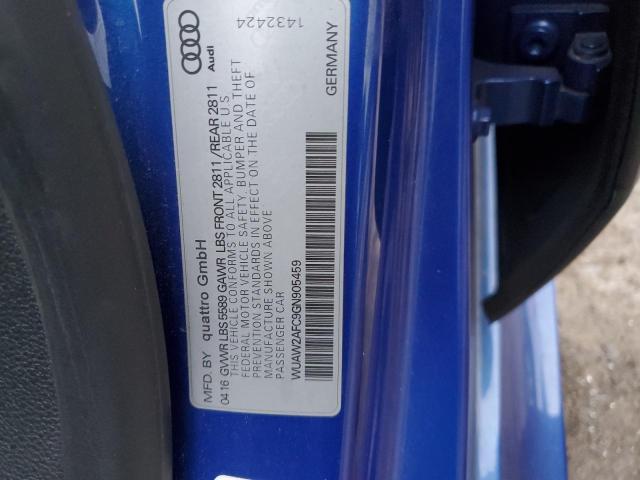 MFD. BY quattro GmbH
04 16 GVWR LBS 5589 GAWR LBS FRONT 2811 / REAR 2811
THIS VEHICLE CONFORMS TO ALL APPLICABLE U S
FEDERAL MOTOR VEHICLE SAFETY, BUMPER AND THEFT
PREVENTION STANDARDS IN EFFECT ON THE DATE OF
MANUFACTURE SHOWN ABOVE
PASSENGER CAR
WUAW2AFC9GN905459
Audi
GERMANY
1432424